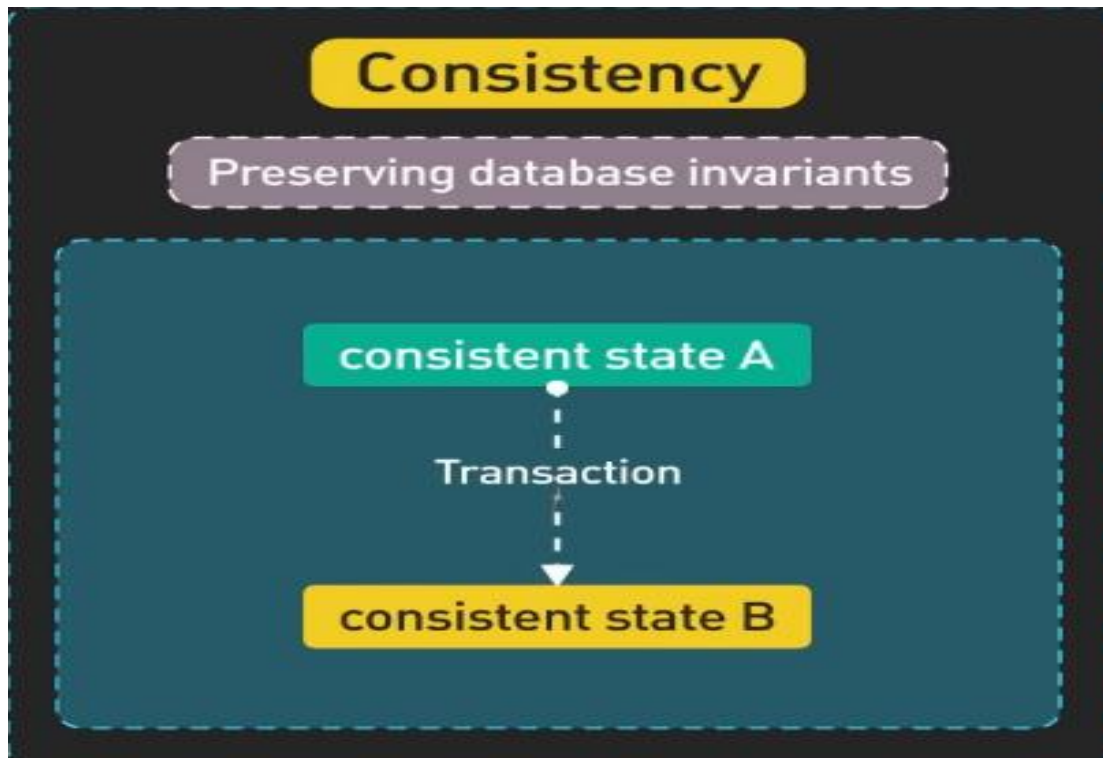 Consistency
Preserving database invariants
consistent state A
Transaction
consistent state B